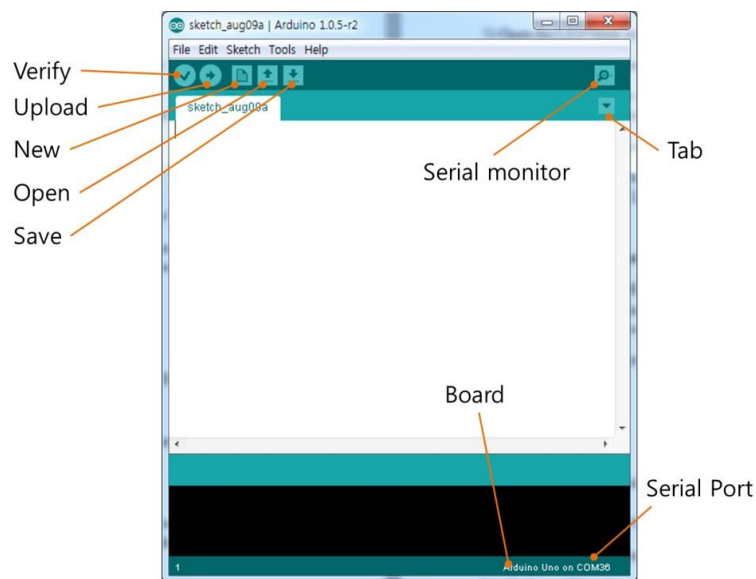 sketch_aug09a | Arduino 1.0.5-r2
File Edit Sketch Tools Help
Verify
Upload
New
Open
Save
sketch_aug09a
Serial monitor
Tab
Board
Serial Port
1
Arduino Uno on COM36